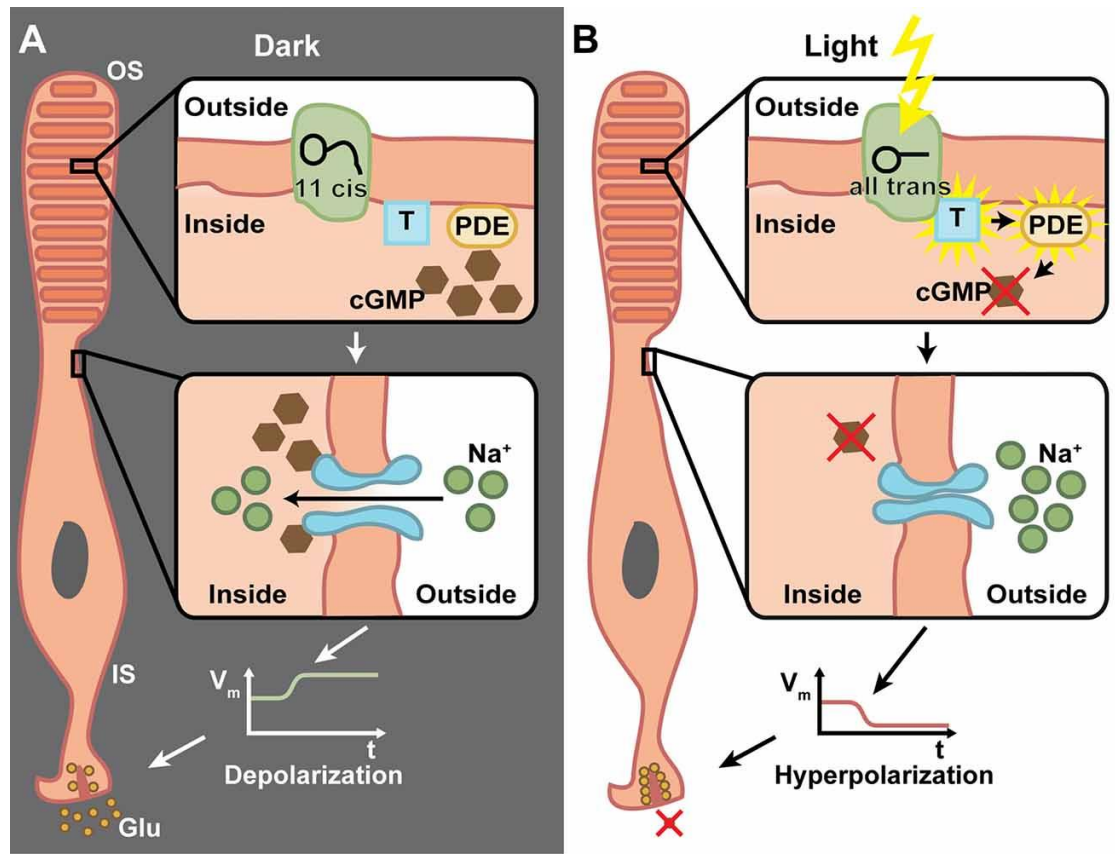 A
Dark
OS
Outside
11 cis
Inside
T
PDE
cGMP
Na⁺
Inside
Outside
IS
Vm
t
Depolarization
Glu
B
Light
Outside
all trans
Inside
T
PDE
cGMP
Na⁺
Inside
Outside
Vm
t
Hyperpolarization